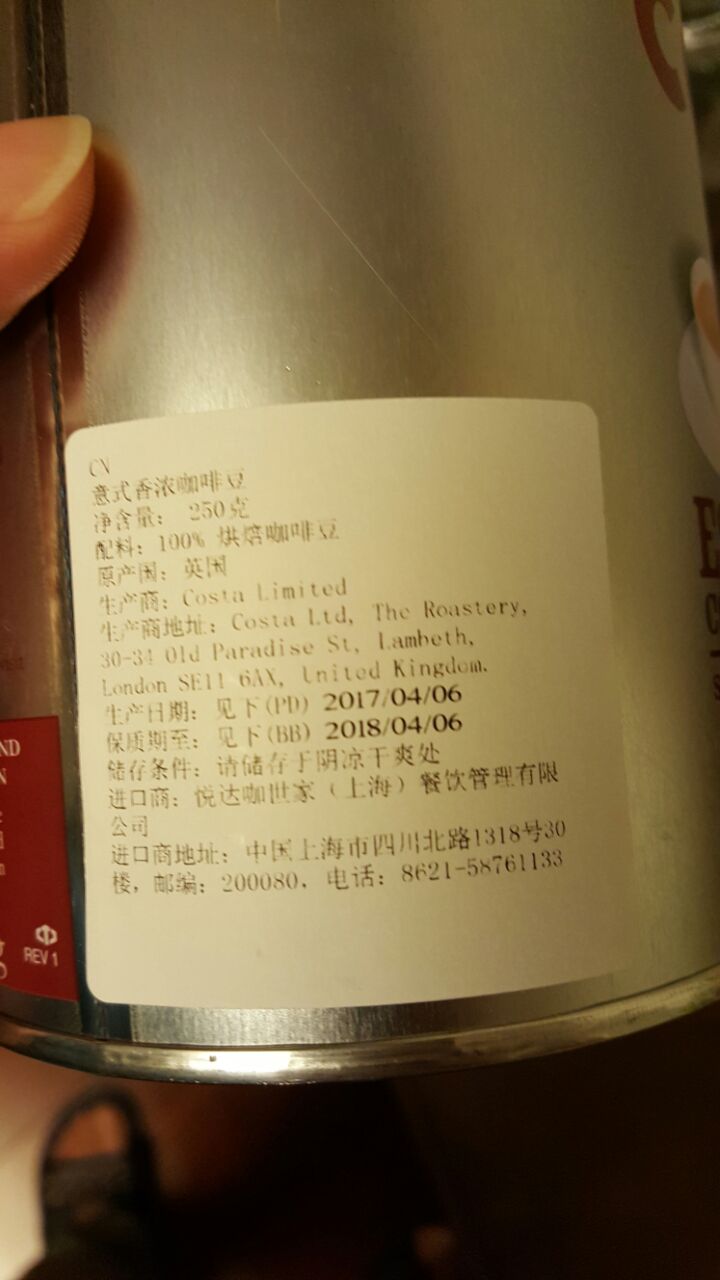 CN
意式香浓咖啡豆
净含量： 250克
配料：100% 烘焙咖啡豆
原产国：英国
生产商：Costa Limited
生产商地址：Costa Ltd, The Roastery,
30-34 Old Paradise St, Lambeth,
London SE11 6AX, United Kingdom.
生产日期：见下(PD) 2017/04/06
保质期至：见下(BB) 2018/04/06
储存条件：请储存于阴凉干爽处
进口商：悦达咖世家（上海）餐饮管理有限
公司
进口商地址：中国上海市四川北路1318号30
楼，邮编：200080，电话：8621-58761133
REV 1